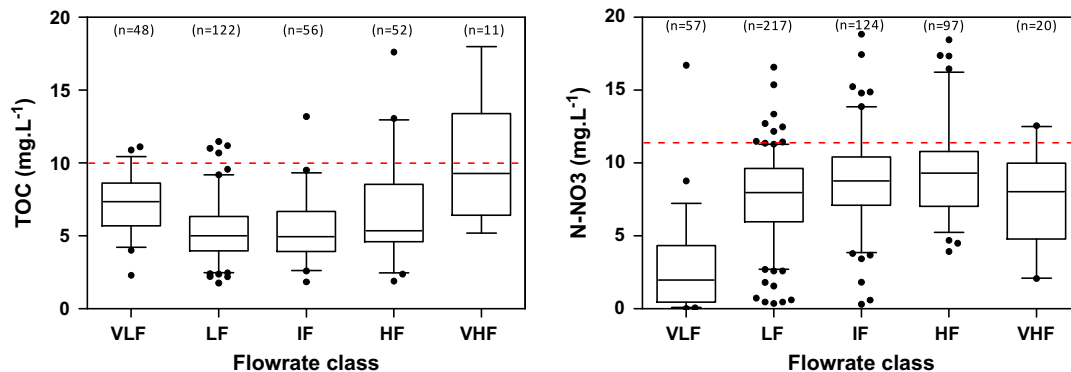 (n=48) (n=122) (n=56) (n=52) (n=11)
20
15
10
5
0
TOC (mg.L-1)
VLF LF IF HF VHF
Flowrate class
(n=57) (n=217) (n=124) (n=97) (n=20)
20
15
10
5
0
N-NO3 (mg.L-1)
VLF LF IF HF VHF
Flowrate class